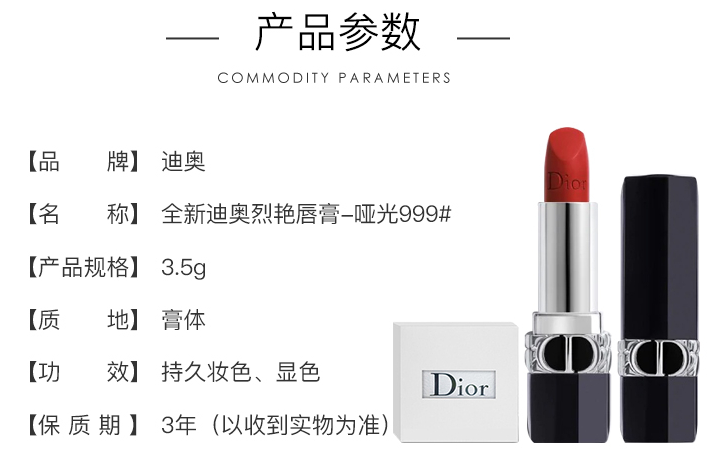 产品参数
COMMODITY PARAMETERS
【品 牌】 迪奥
【名 称】 全新迪奥烈艳唇膏-哑光999#
【产品规格】 3.5g
【质 地】 膏体
【功 效】 持久妆色、显色
【保 质 期 】 3年（以收到实物为准）
Dior
Dior